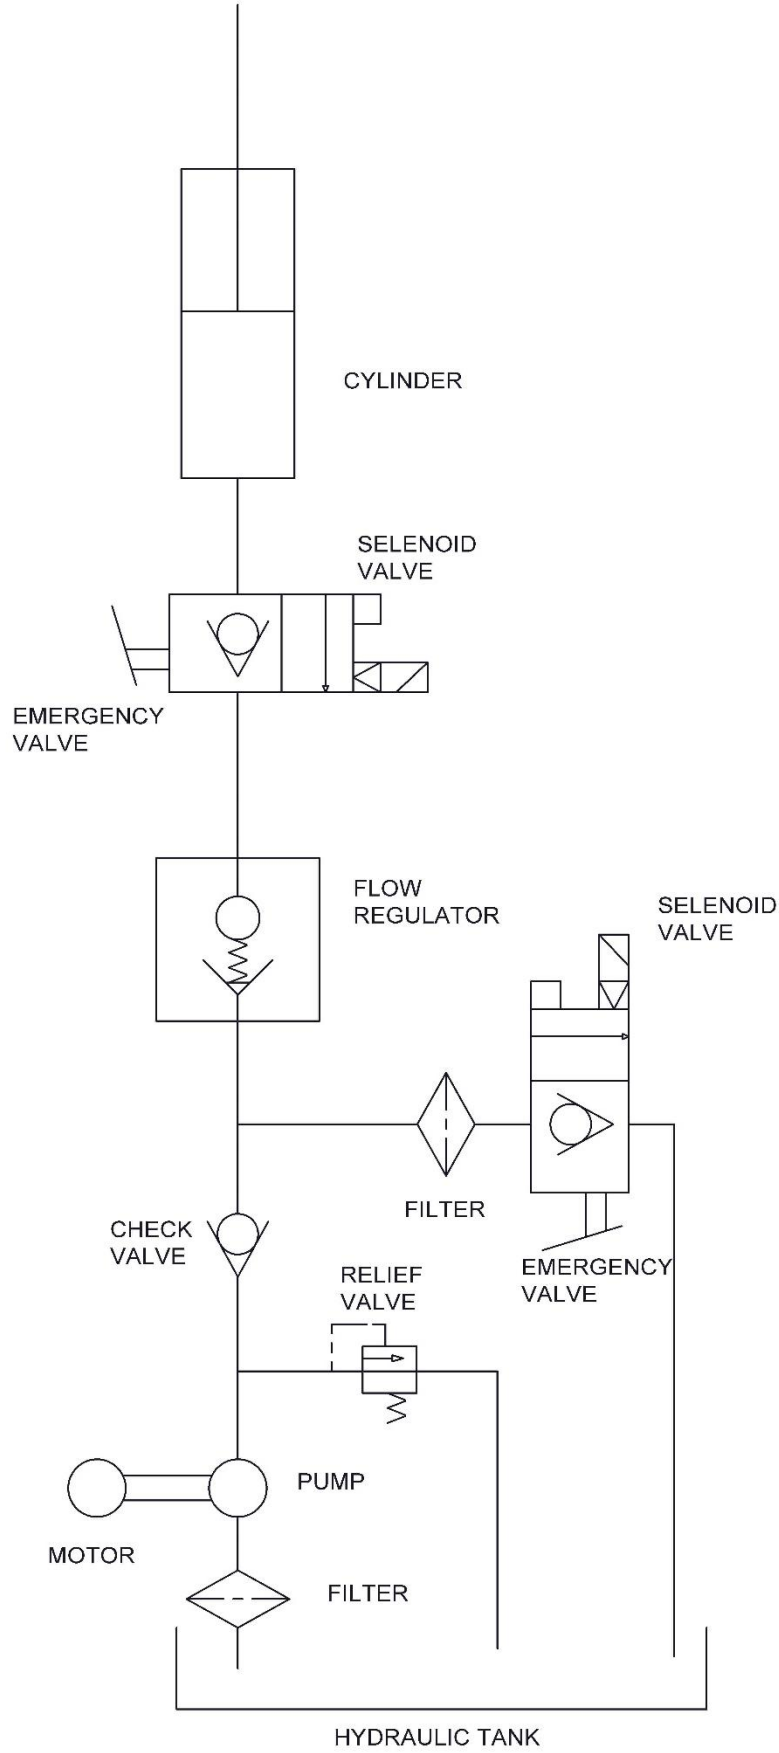 CYLINDER
SELENOID
VALVE
EMERGENCY
VALVE
FLOW
REGULATOR
SELENOID
VALVE
FILTER
CHECK
VALVE
EMERGENCY
VALVE
RELIEF
VALVE
PUMP
MOTOR
FILTER
HYDRAULIC TANK